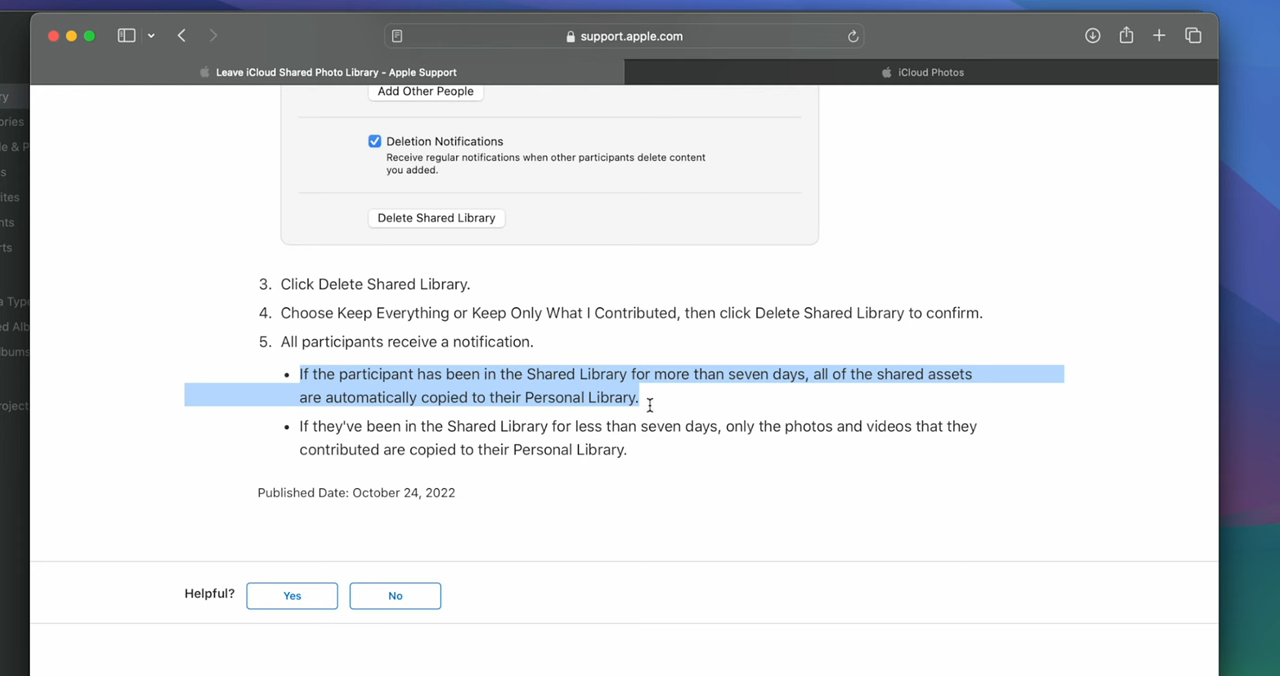 support.apple.com
Leave iCloud Shared Photo Library - Apple Support
iCloud Photos
Add Other People
Deletion Notifications
Receive regular notifications when other participants delete content
you added.
Delete Shared Library
3. Click Delete Shared Library.
4. Choose Keep Everything or Keep Only What I Contributed, then click Delete Shared Library to confirm.
5. All participants receive a notification.
• If the participant has been in the Shared Library for more than seven days, all of the shared assets
are automatically copied to their Personal Library.
• If they've been in the Shared Library for less than seven days, only the photos and videos that they
contributed are copied to their Personal Library.
Published Date: October 24, 2022
Helpful?
Yes
No